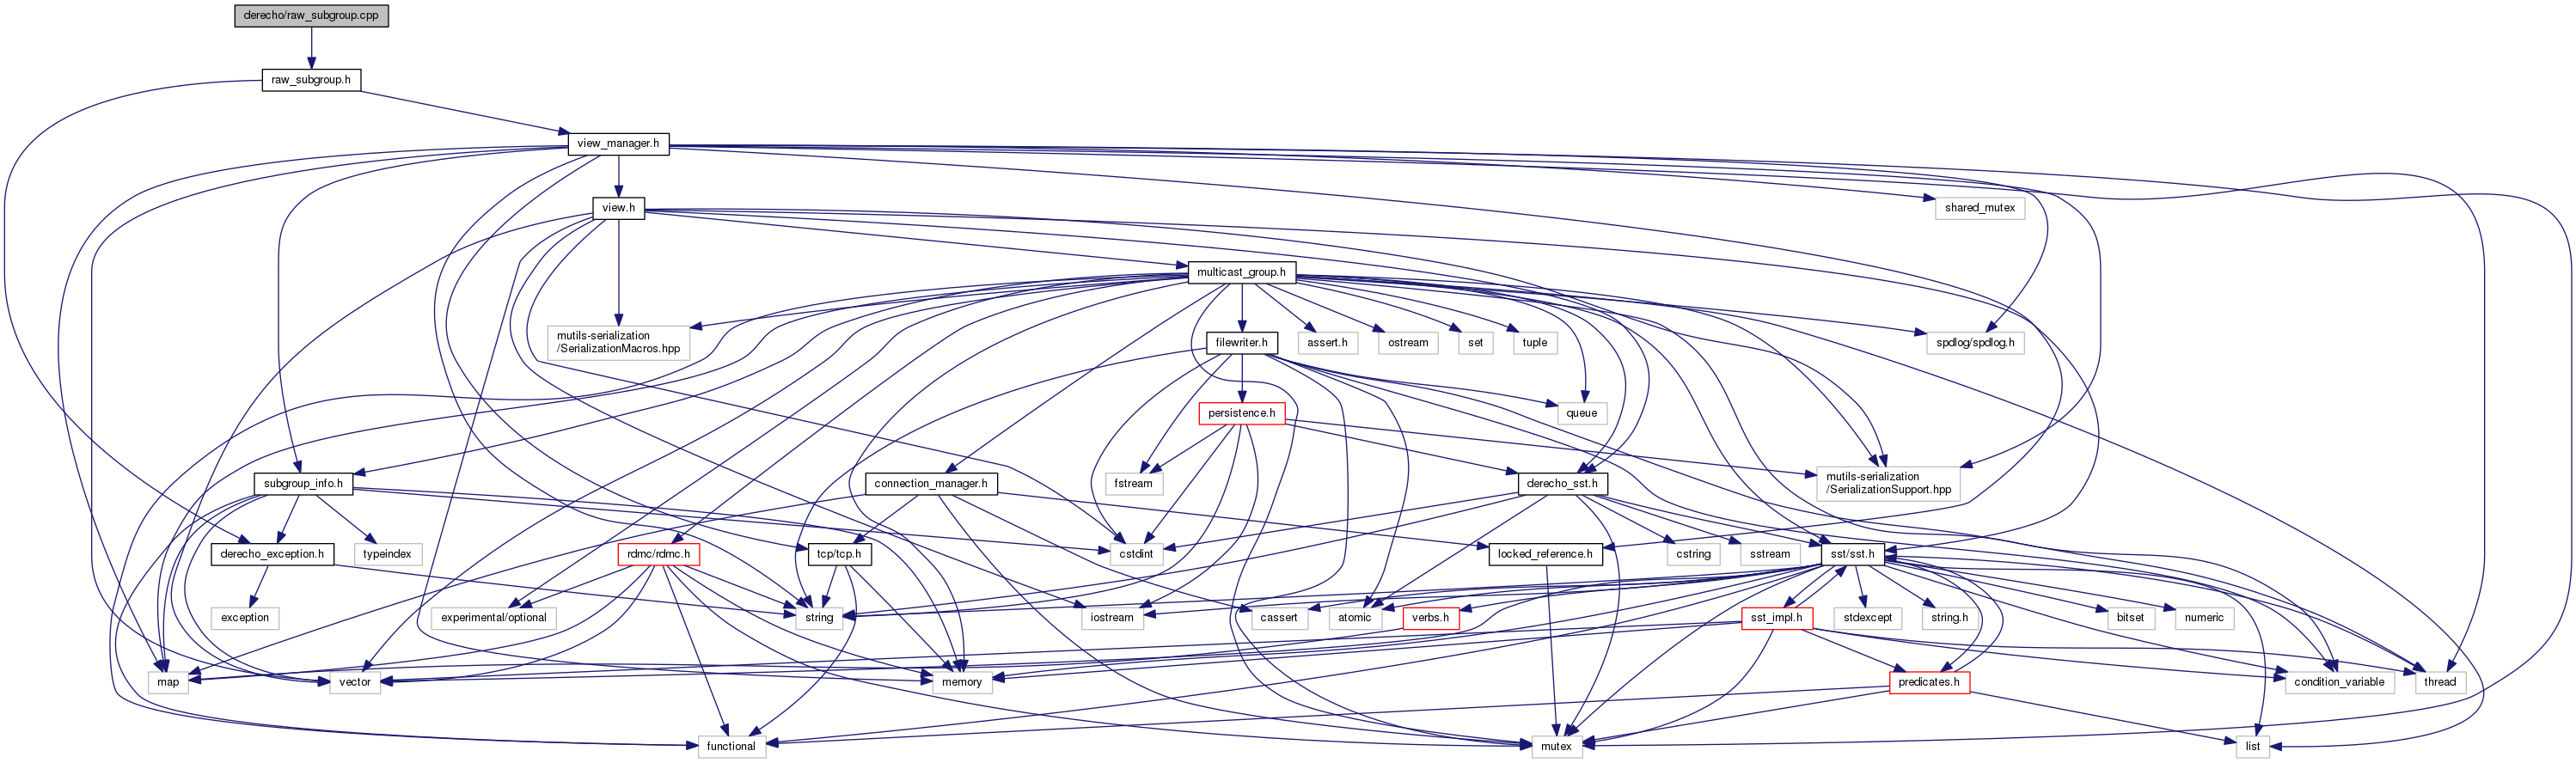 derecho/raw_subgroup.cpp
raw_subgroup.h
view_manager.h
view.h
shared_mutex
multicast_group.h
mutils-serialization
/SerializationMacros.hpp
filewriter.h
assert.h
ostream
set
tuple
spdlog/spdlog.h
persistence.h
queue
subgroup_info.h
connection_manager.h
fstream
derecho_sst.h
mutils-serialization
/SerializationSupport.hpp
derecho_exception.h
typeindex
rdmc/rdmc.h
tcp/tcp.h
cstdint
locked_reference.h
cstring
sstream
sst/sst.h
exception
experimental/optional
string
iostream
cassert
atomic
verbs.h
sst_impl.h
stdexcept
string.h
bitset
numeric
map
vector
memory
predicates.h
condition_variable
thread
functional
mutex
list